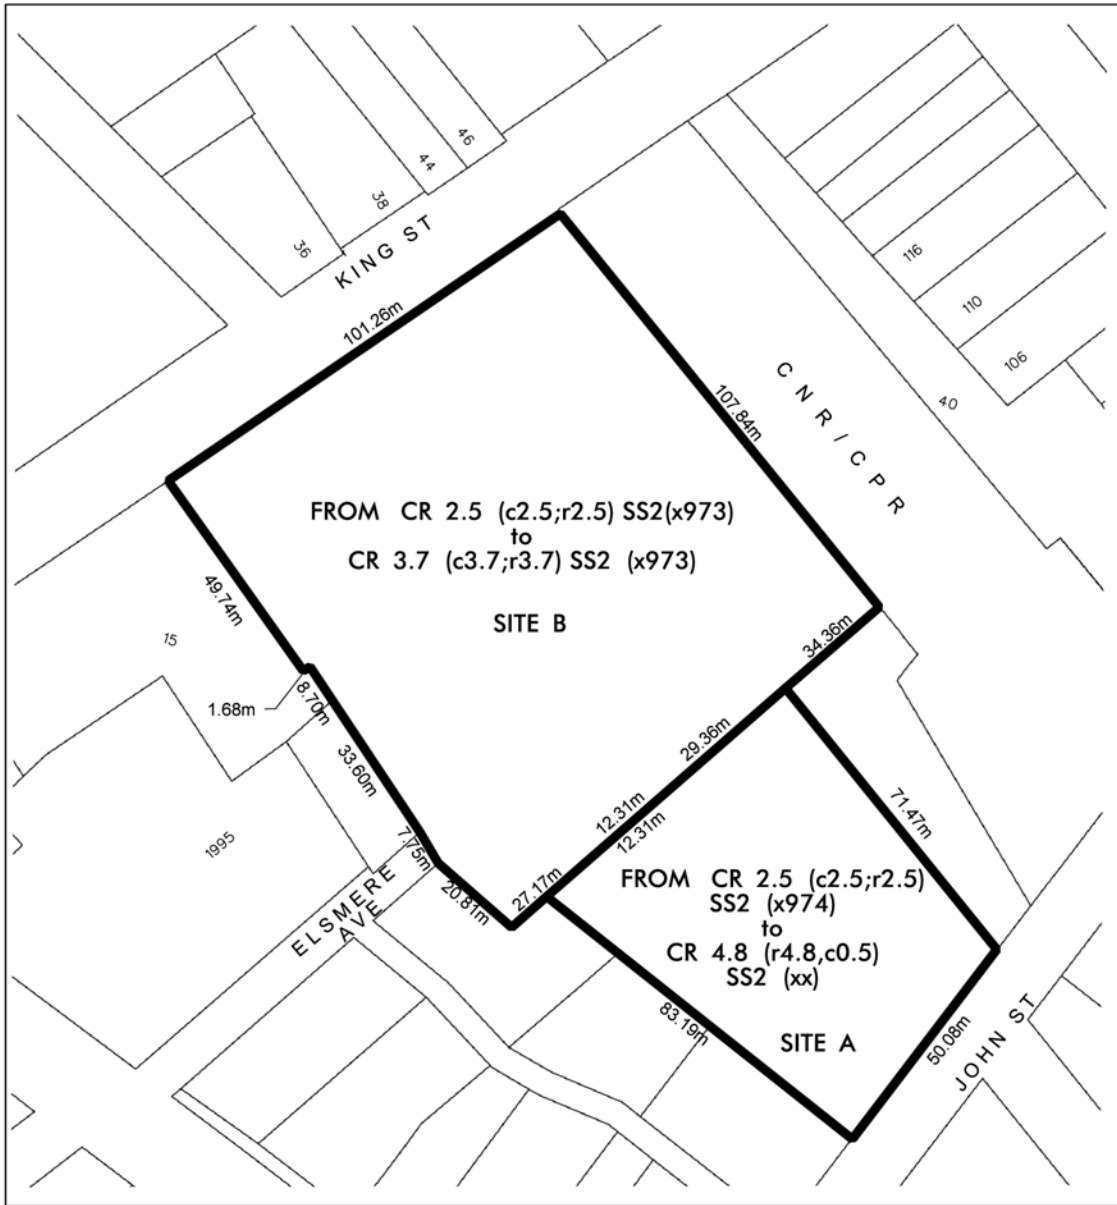 46
44
38
36
KING ST
101.26m
116
110
106
40
CNR/CPR
107.84m
FROM CR 2.5 (c2.5;r2.5) SS2(x973)
to
CR 3.7 (c3.7;r3.7) SS2 (x973)
SITE B
49.74m
15
1.68m
8.70m
33.60m
1995
7.75m
20.81m
ELSMERE
AVE
34.36m
29.36m
12.31m
12.31m
27.17m
71.47m
FROM CR 2.5 (c2.5;r2.5)
SS2 (x974)
to
CR 4.8 (r4.8,c0.5)
SS2 (xx)
SITE A
83.19m
50.08m
JOHN ST